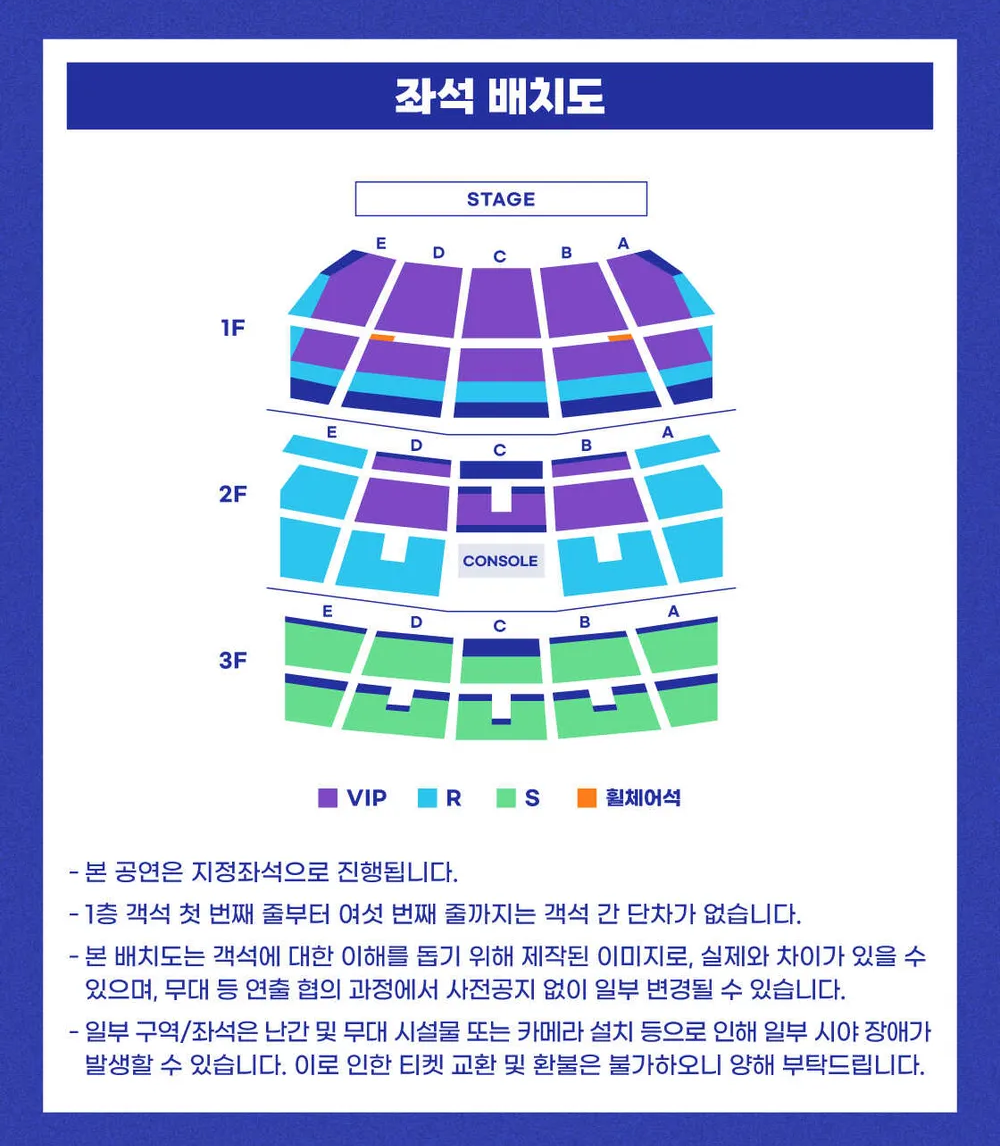 좌석 배치도
STAGE
E D C B A
1F
E D C B A
2F
CONSOLE
E D C B A
3F
VIP R S 휠체어석
- 본 공연은 지정좌석으로 진행됩니다.
- 1층 객석 첫 번째 줄부터 여섯 번째 줄까지는 객석 간 단차가 없습니다.
- 본 배치도는 객석에 대한 이해를 돕기 위해 제작된 이미지로, 실제와 차이가 있을 수
있으며, 무대 등 연출 협의 과정에서 사전공지 없이 일부 변경될 수 있습니다.
- 일부 구역/좌석은 난간 및 무대 시설물 또는 카메라 설치 등으로 인해 일부 시야 장애가
발생할 수 있습니다. 이로 인한 티켓 교환 및 환불은 불가하오니 양해 부탁드립니다.